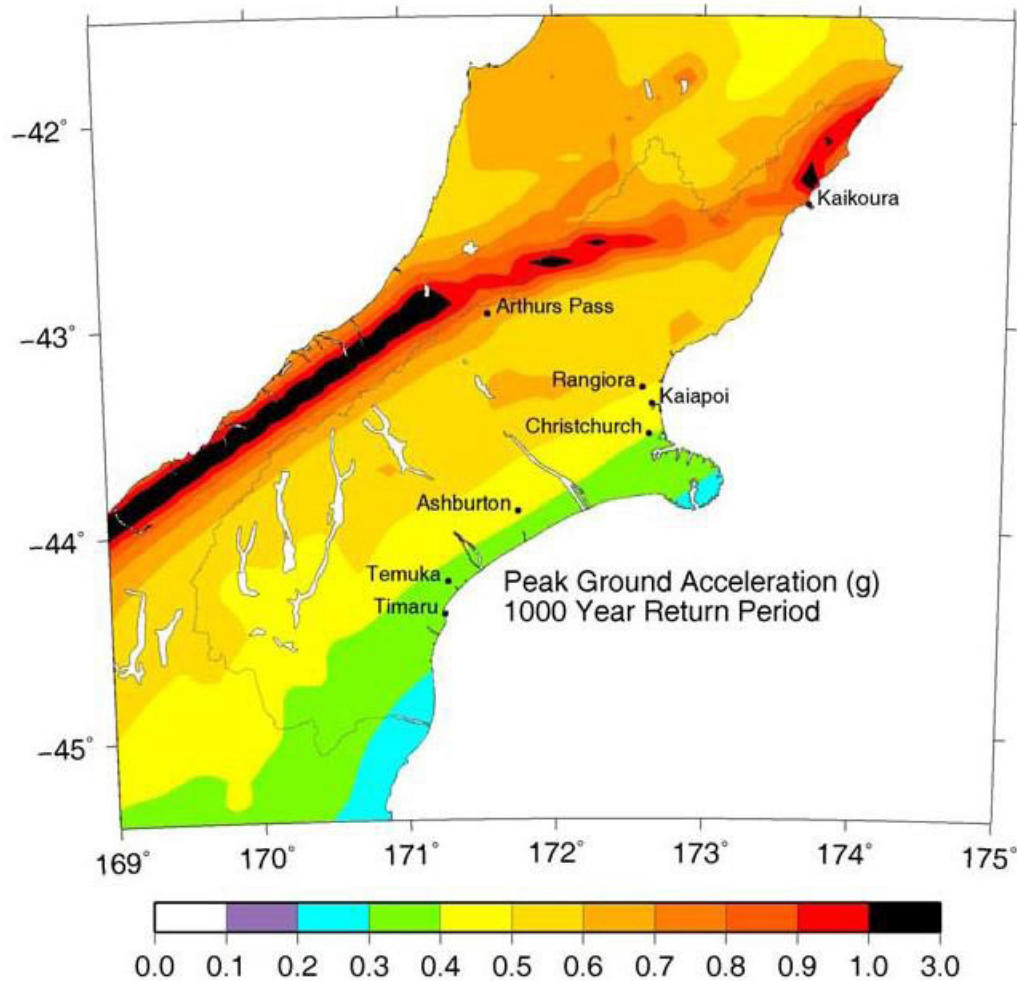 -42°
Kaikoura
Arthurs Pass
-43°
Rangiora
Kaiapoi
Christchurch
Ashburton
-44°
Temuka
Peak Ground Acceleration (g)
Timaru
1000 Year Return Period
-45°
169° 170° 171° 172° 173° 174° 175°
0.0 0.1 0.2 0.3 0.4 0.5 0.6 0.7 0.8 0.9 1.0 3.0